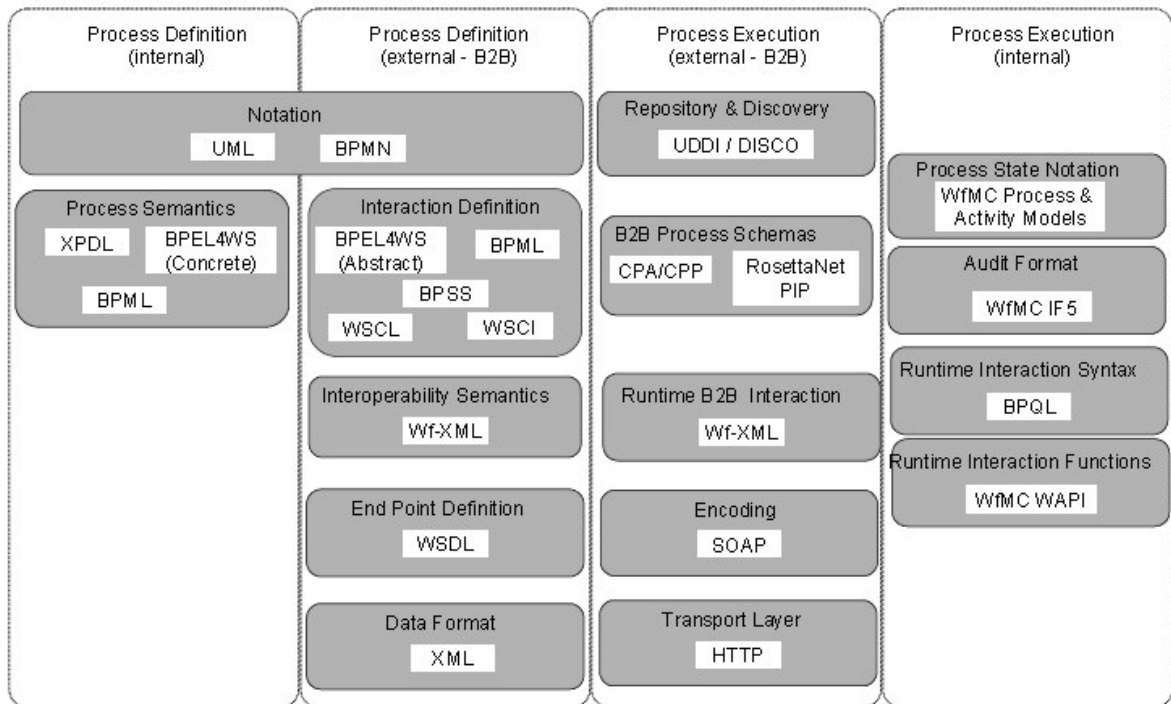 Process Definition
(internal)
Process Definition
(external - B2B)
Process Execution
(external - B2B)
Process Execution
(internal)
Notation
UML
BPMN
Process Semantics
XPDL
BPEL4WS
(Concrete)
BPML
Interaction Definition
BPEL4WS
(Abstract)
BPML
BPSS
WSCL
WSCI
Interoperability Semantics
Wf-XML
End Point Definition
WSDL
Data Format
XML
Repository & Discovery
UDDI / DISCO
B2B Process Schemas
CPA/CPP
RosettaNet
PIP
Runtime B2B Interaction
Wf-XML
Encoding
SOAP
Transport Layer
HTTP
Process State Notation
WfMC Process &
Activity Models
Audit Format
WfMC IF5
Runtime Interaction Syntax
BPQL
Runtime Interaction Functions
WfMC WAPI